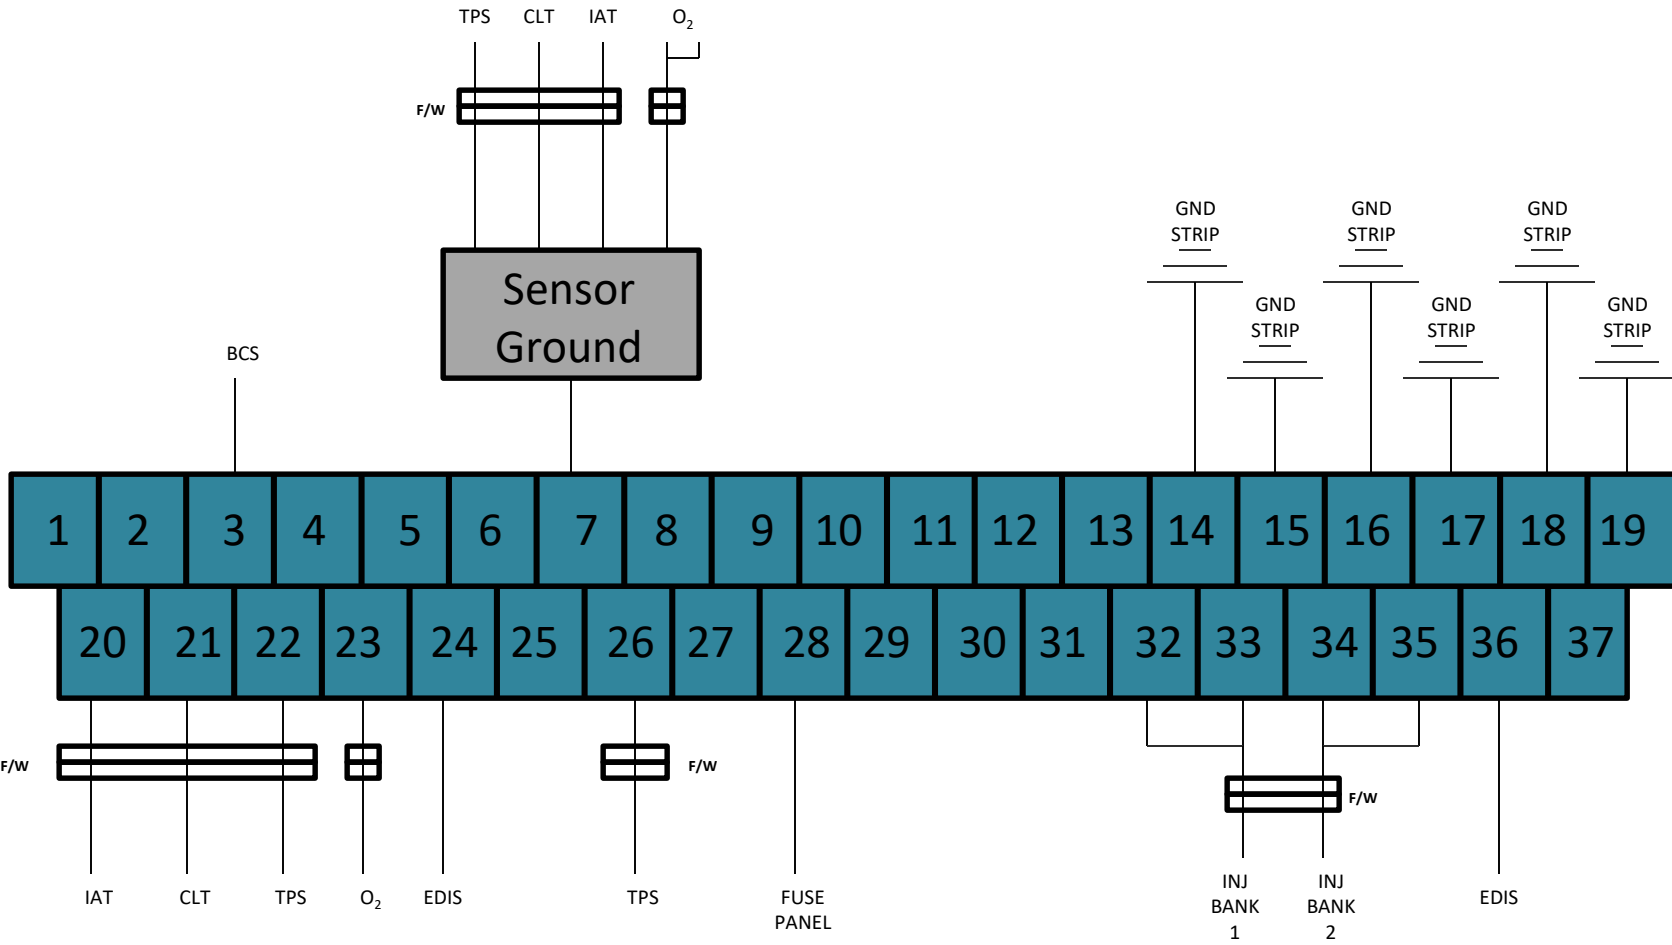 TPS CLT IAT O₂
F/W
GND STRIP GND STRIP GND STRIP
GND STRIP GND STRIP GND STRIP
Sensor
Ground
BCS
1 2 3 4 5 6 7 8 9 10 11 12 13 14 15 16 17 18 19
20 21 22 23 24 25 26 27 28 29 30 31 32 33 34 35 36 37
F/W F/W
F/W
IAT CLT TPS O₂ EDIS TPS FUSE PANEL INJ BANK 1 INJ BANK 2 EDIS